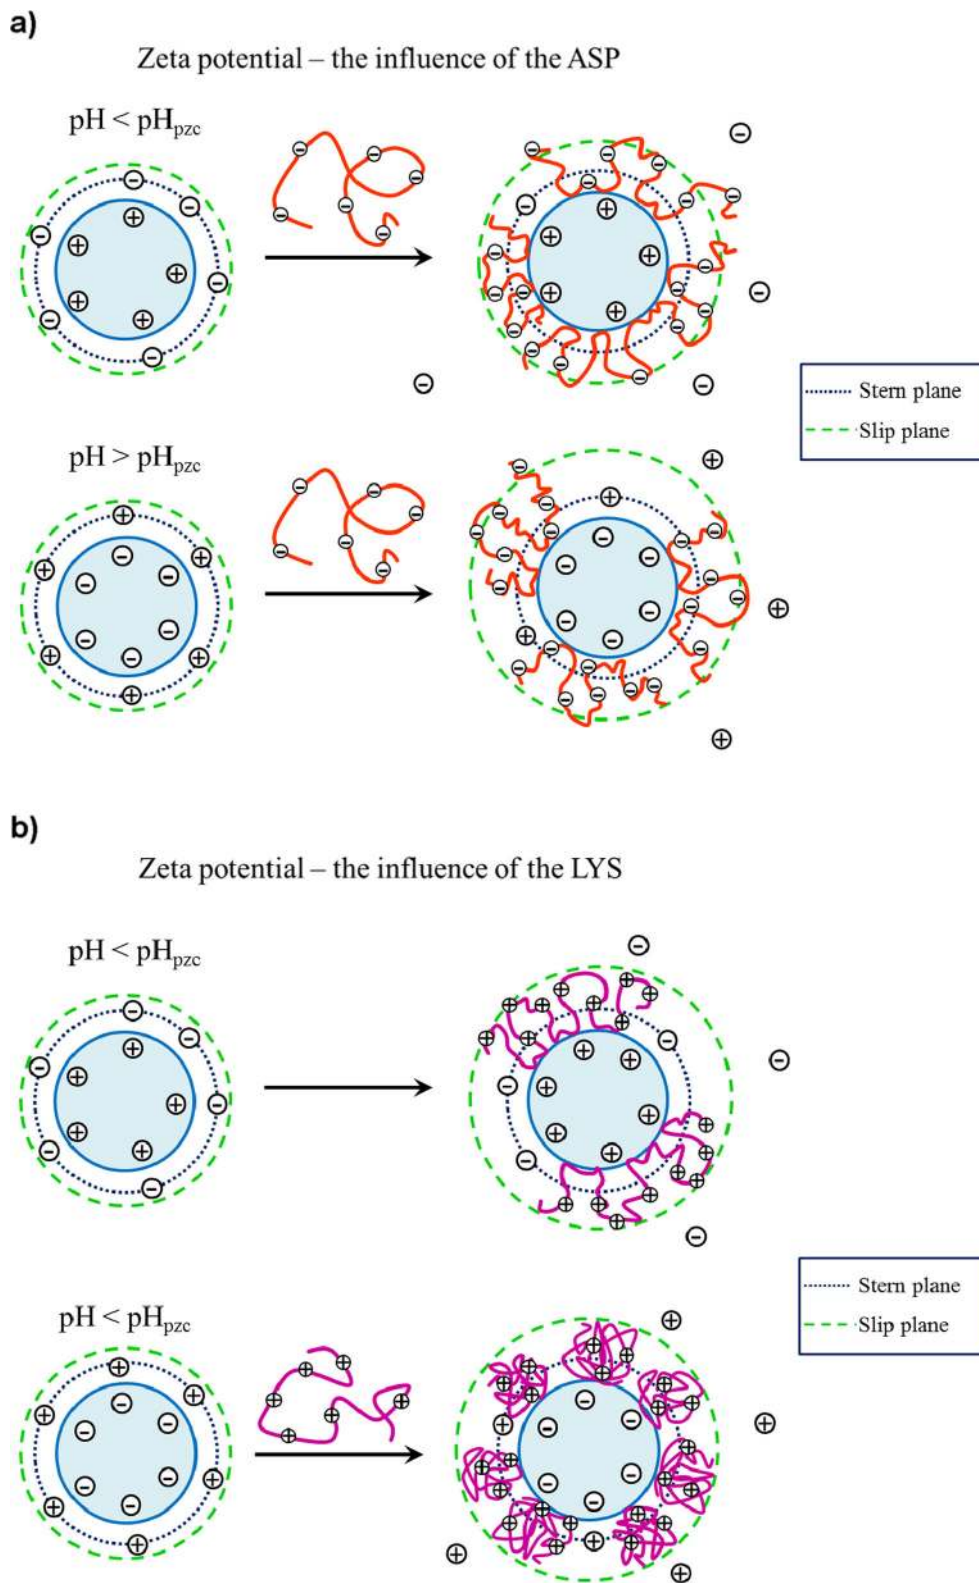 a)
Zeta potential – the influence of the ASP
pH < pHpzc
pH > pHpzc
Stern plane
Slip plane
b)
Zeta potential – the influence of the LYS
pH < pHpzc
pH < pHpzc
Stern plane
Slip plane